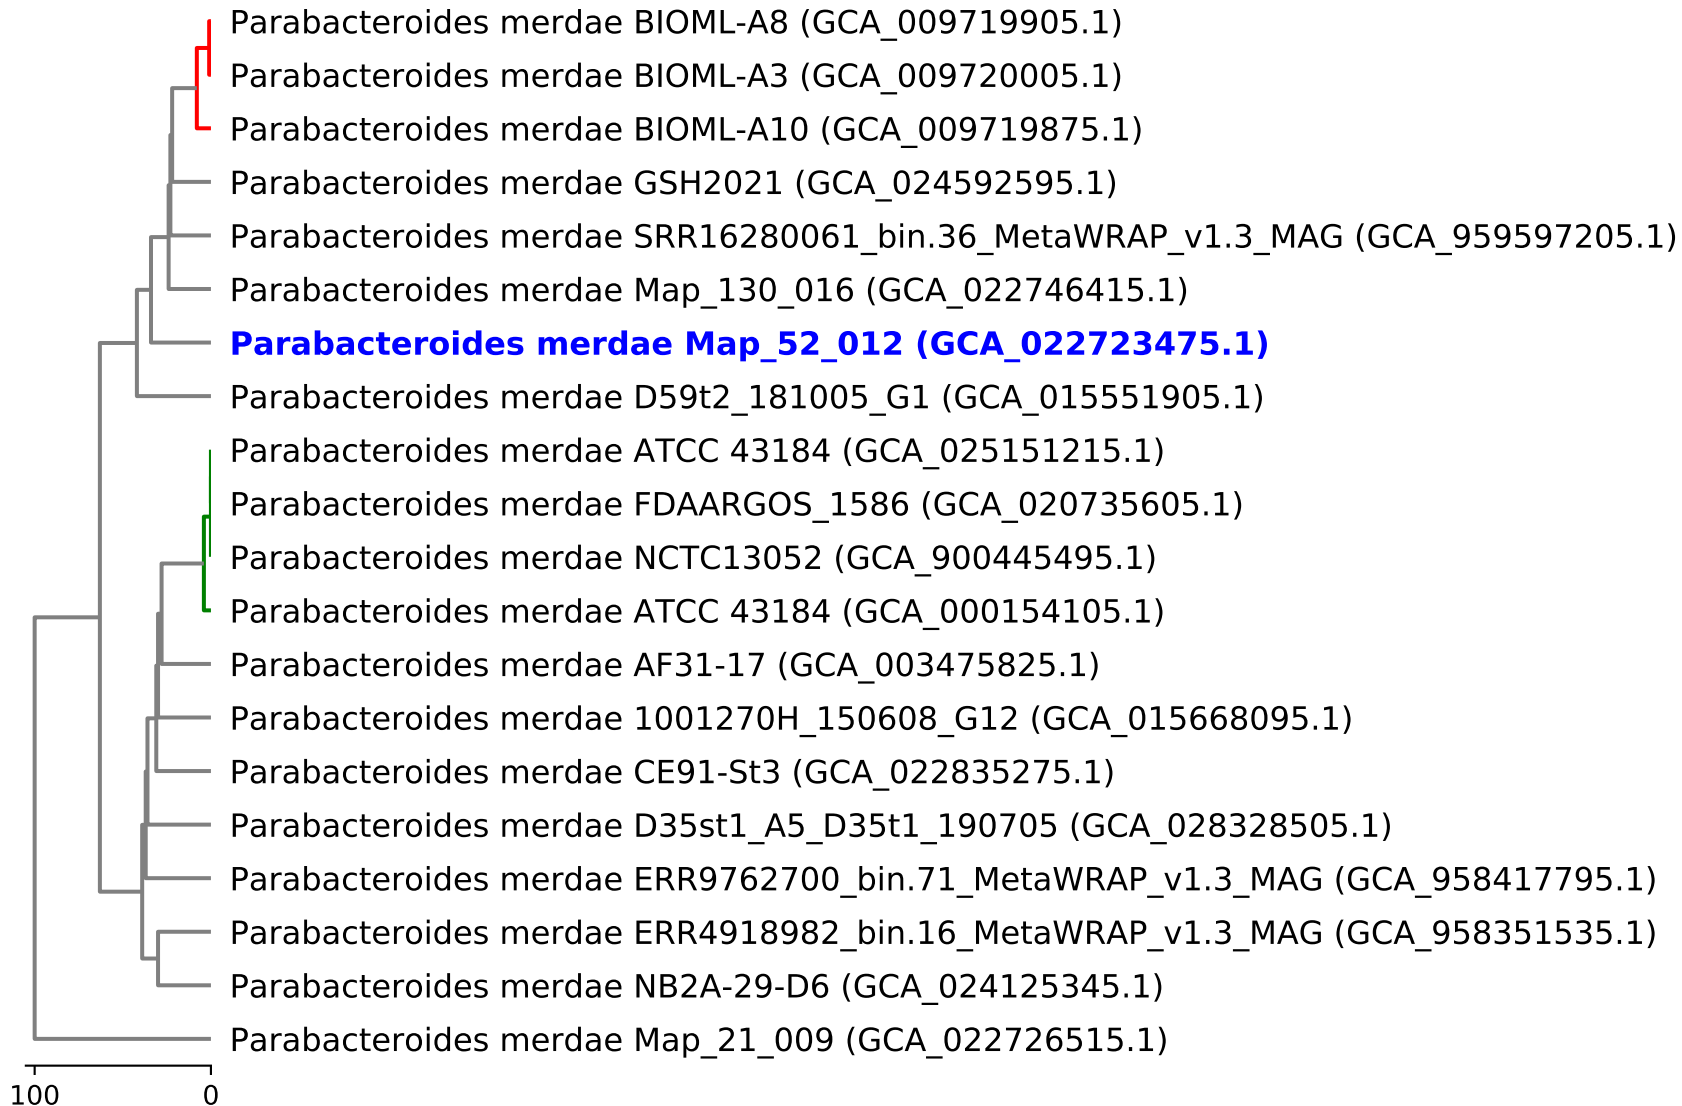 Parabacteroides merdae BIOML-A8 (GCA_009719905.1)
Parabacteroides merdae BIOML-A3 (GCA_009720005.1)
Parabacteroides merdae BIOML-A10 (GCA_009719875.1)
Parabacteroides merdae GSH2021 (GCA_024592595.1)
Parabacteroides merdae SRR16280061_bin.36_MetaWRAP_v1.3_MAG (GCA_959597205.1)
Parabacteroides merdae Map_130_016 (GCA_022746415.1)
Parabacteroides merdae Map_52_012 (GCA_022723475.1)
Parabacteroides merdae D59t2_181005_G1 (GCA_015551905.1)
Parabacteroides merdae ATCC 43184 (GCA_025151215.1)
Parabacteroides merdae FDAARGOS_1586 (GCA_020735605.1)
Parabacteroides merdae NCTC13052 (GCA_900445495.1)
Parabacteroides merdae ATCC 43184 (GCA_000154105.1)
Parabacteroides merdae AF31-17 (GCA_003475825.1)
Parabacteroides merdae 1001270H_150608_G12 (GCA_015668095.1)
Parabacteroides merdae CE91-St3 (GCA_022835275.1)
Parabacteroides merdae D35st1_A5_D35t1_190705 (GCA_028328505.1)
Parabacteroides merdae ERR9762700_bin.71_MetaWRAP_v1.3_MAG (GCA_958417795.1)
Parabacteroides merdae ERR4918982_bin.16_MetaWRAP_v1.3_MAG (GCA_958351535.1)
Parabacteroides merdae NB2A-29-D6 (GCA_024125345.1)
Parabacteroides merdae Map_21_009 (GCA_022726515.1)
100 0